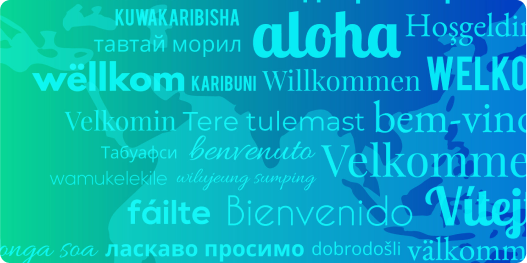 KUWAKARIBISHA aloha Hoşgeldin
тавтай морил
wëllkom KARIBUNI Willkommen WELKO
Velkomin Tere tulemast bem-vind
Табуафси benvenuto Velkomme
wamukelekile wilujeung sumping
fáilte Bienvenido Vítej
onga soa ласкаво просимо dobrodošli välkomm